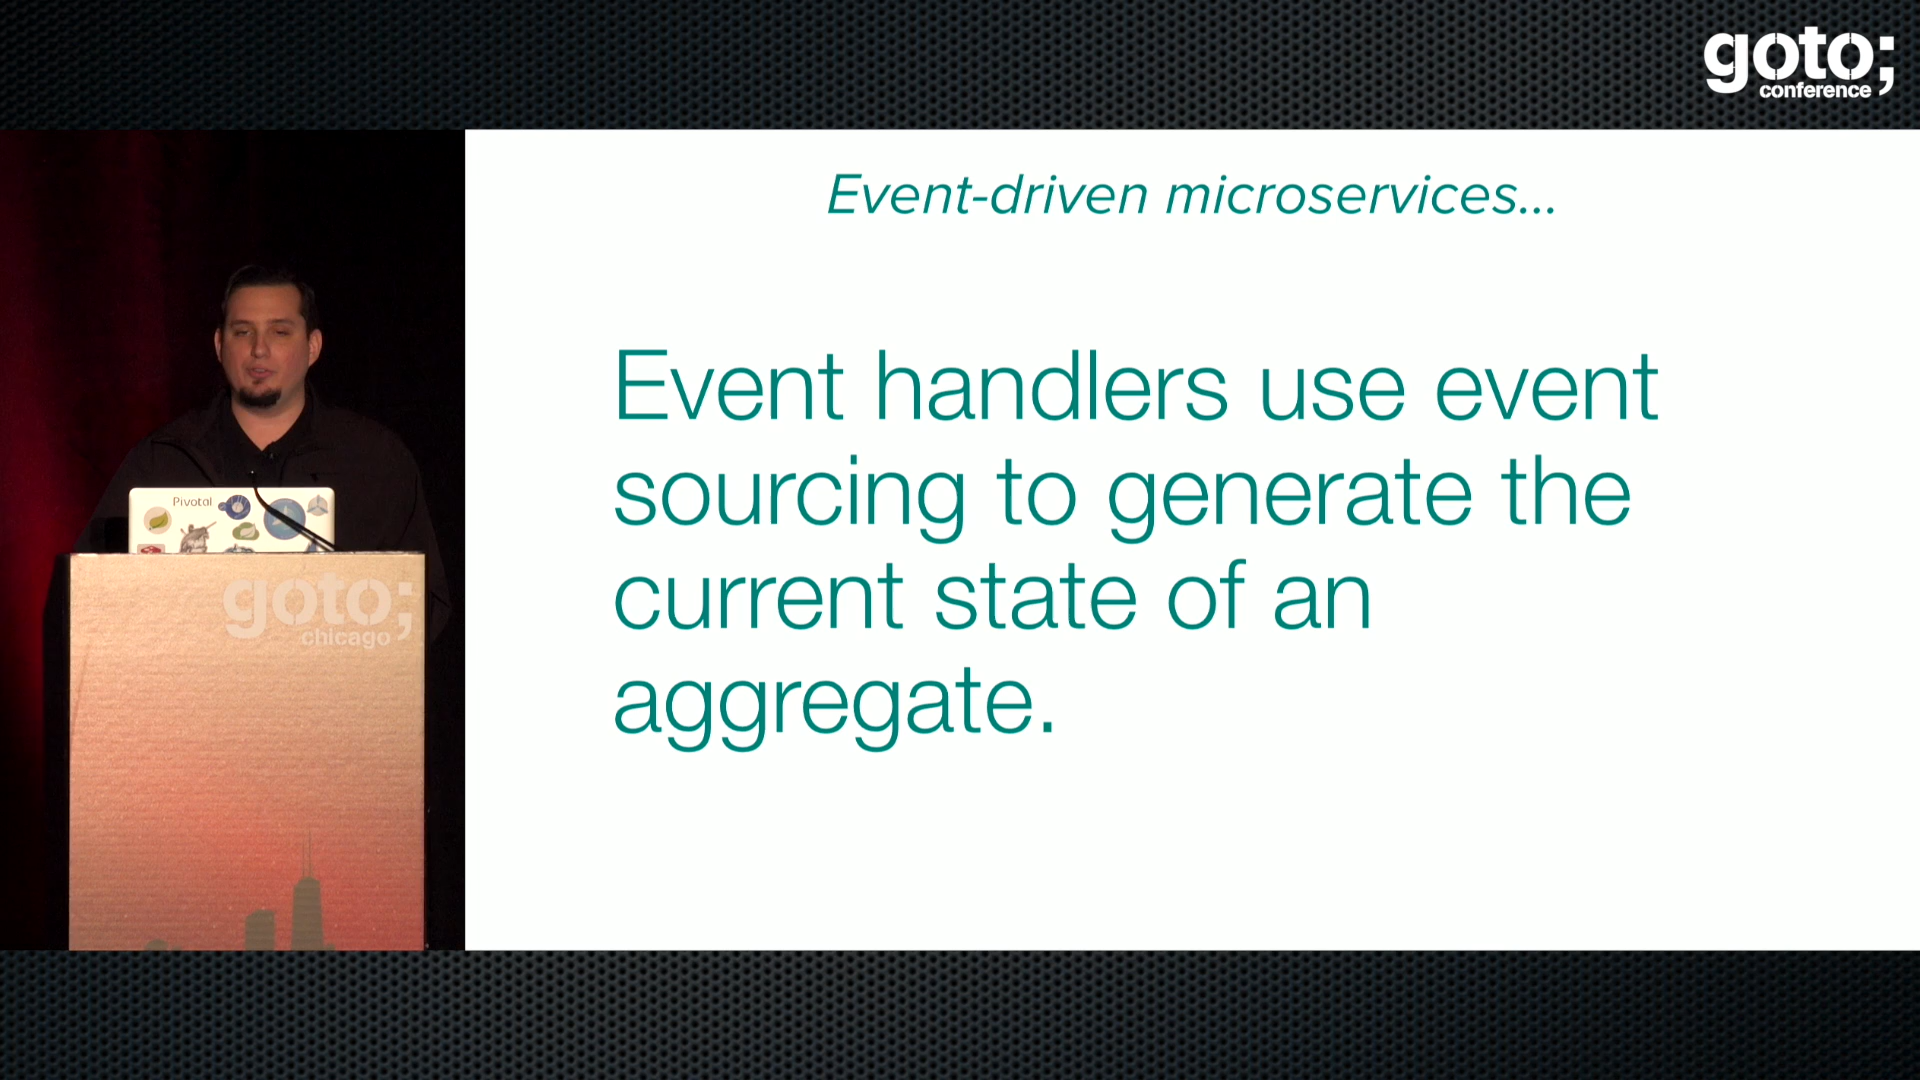 goto;
conference
Event-driven microservices...
Event handlers use event
sourcing to generate the
current state of an
aggregate.
Pivotal
goto;
chicago